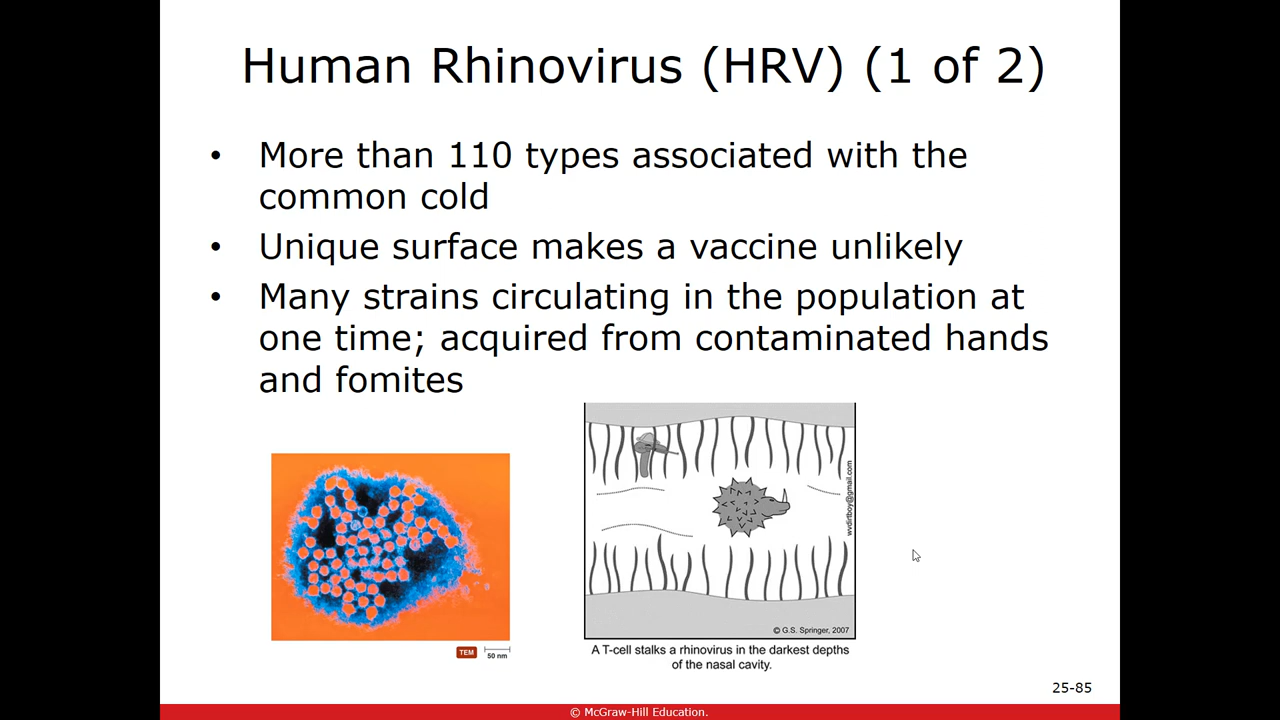 Human Rhinovirus (HRV) (1 of 2)
• More than 110 types associated with the
common cold
• Unique surface makes a vaccine unlikely
• Many strains circulating in the population at
one time; acquired from contaminated hands
and fomites
wvdirtboy@gmail.com
© G.S. Springer, 2007
TEM 50 nm
A T-cell stalks a rhinovirus in the darkest depths
of the nasal cavity.
25-85
© McGraw-Hill Education.